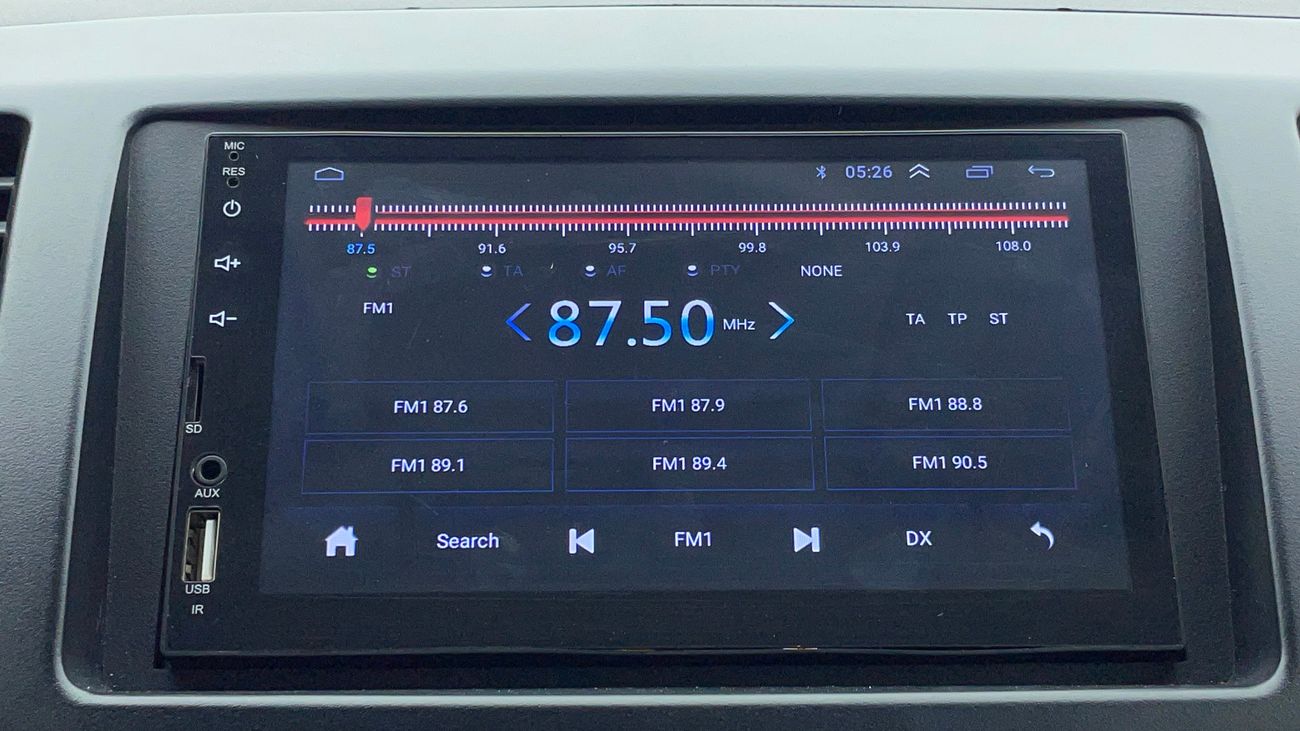 MIC
RES
SD
AUX
USB
IR
05:26
87.5 91.6 95.7 99.8 103.9 108.0
ST TA AF PTY NONE
FM1
87.50 MHz
TA TP ST
FM1 87.6 FM1 87.9 FM1 88.8
FM1 89.1 FM1 89.4 FM1 90.5
Search FM1 DX